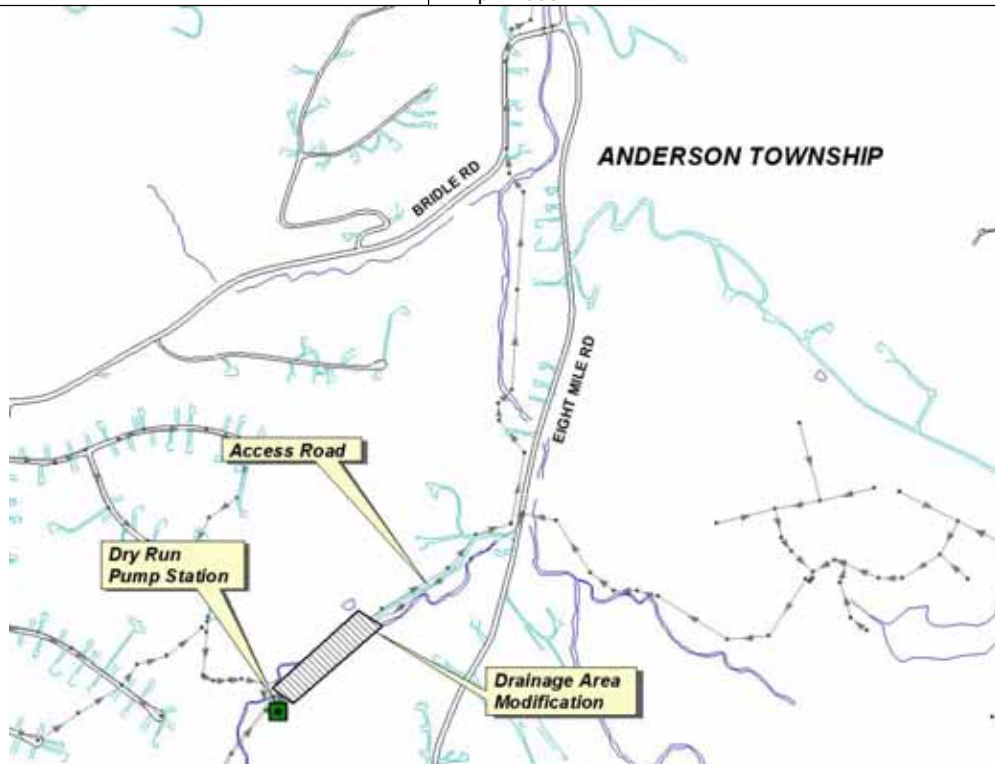 ANDERSON TOWNSHIP
BRIDLE RD
EIGHT MILE RD
Access Road
Dry Run
Pump Station
Drainage Area
Modification